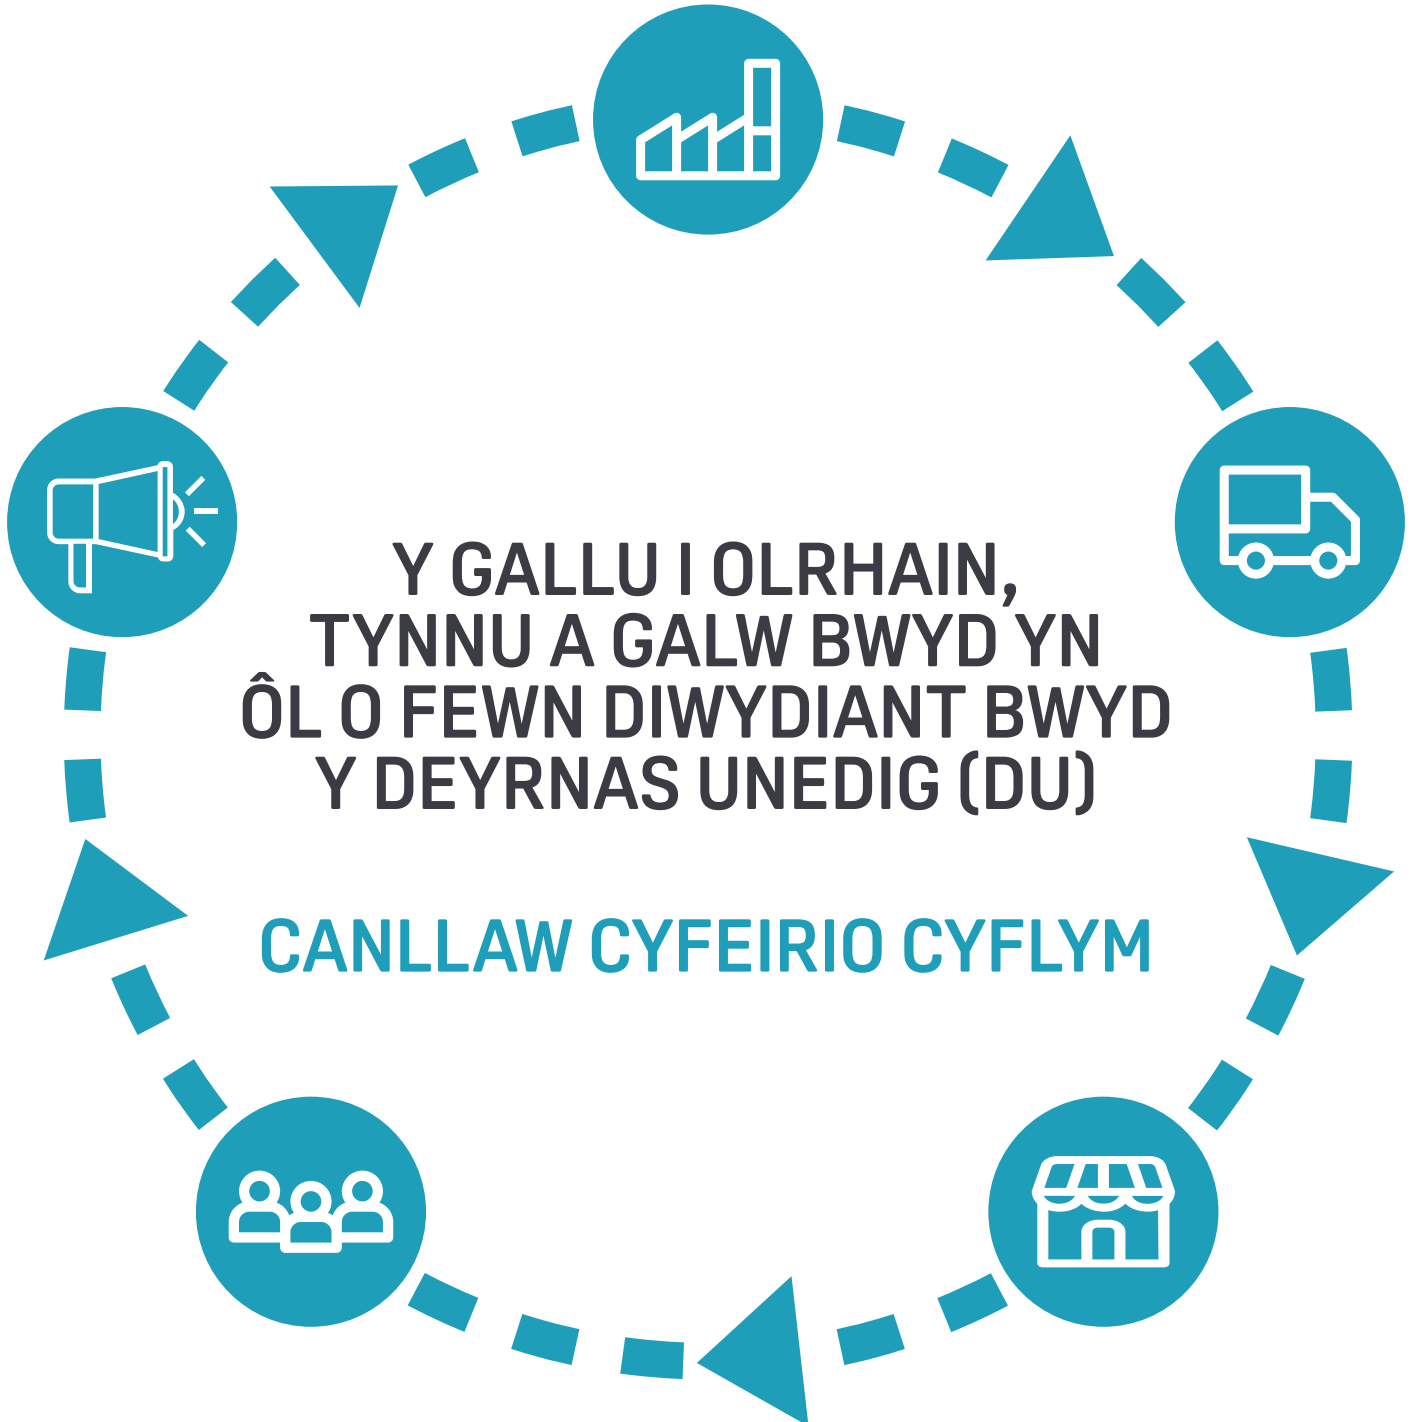 Y GALLU I OLRHAIN,
TYNNU A GALW BWYD YN
ÔL O FEWN DIWYDIANT BWYD
Y DEYRNAS UNEDIG (DU)
CANLLAW CYFEIRIO CYFLYM